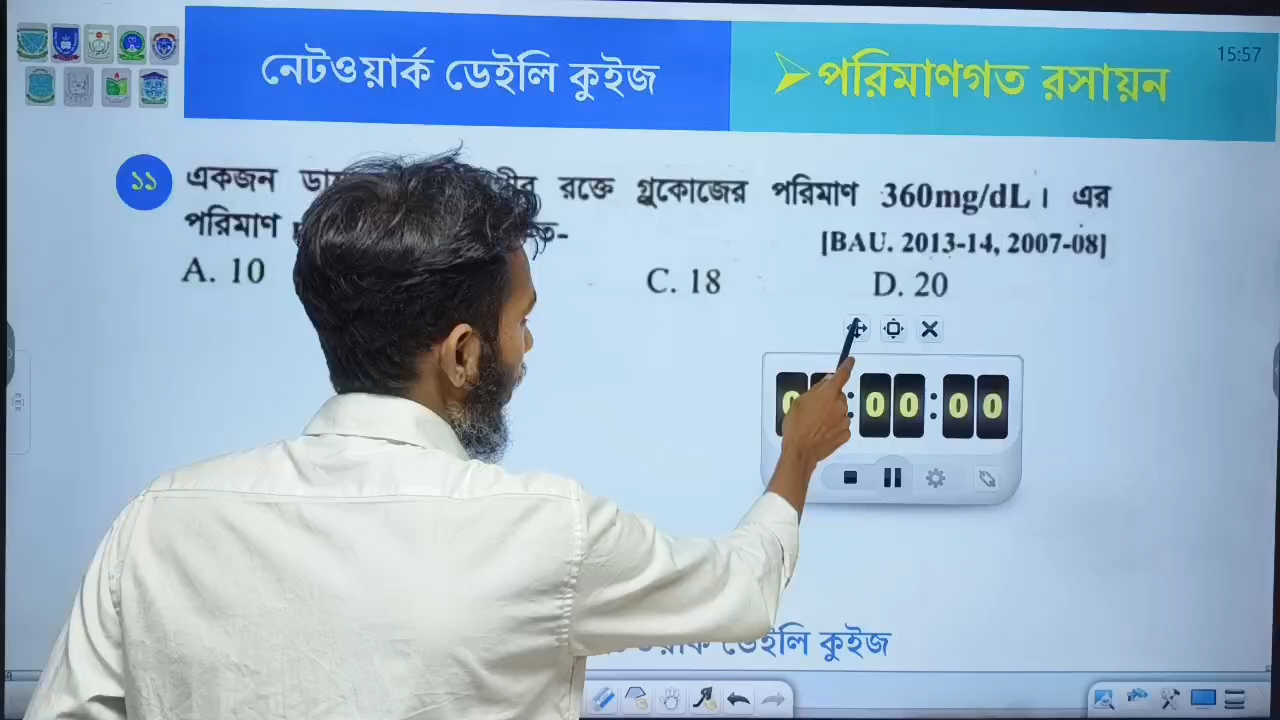 নেটওয়ার্ক ডেইলি কুইজ
➢পরিমাণগত রসায়ন
15:57
১১
একজন রক্তে গ্লুকোজের পরিমাণ 360mg/dL। এর
পরিমাণ
[BAU. 2013-14, 2007-08]
A. 10 C. 18 D. 20
0 :00:00
ডেইলি কুইজ